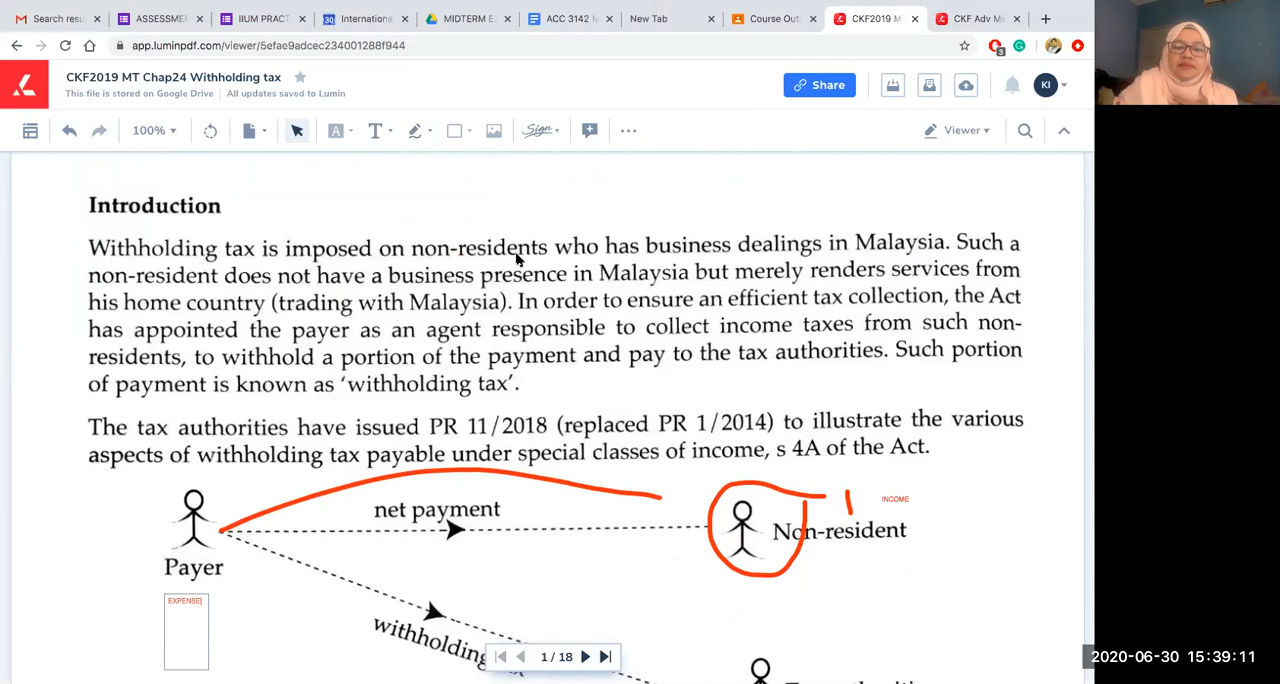 Search resu
ASSESSME
IIUM PRACT
Internationa
MIDTERM E
ACC 3142 M
New Tab
Course Out
CKF2019 M
CKF Adv Ma
app.luminpdf.com/viewer/5efae9adcec234001288f944
CKF2019 MT Chap24 Withholding tax
This file is stored on Google Drive | All updates saved to Lumin
Share
KI
100%
A
T
Sign
Viewer
Introduction
Withholding tax is imposed on non-residents who has business dealings in Malaysia. Such a
non-resident does not have a business presence in Malaysia but merely renders services from
his home country (trading with Malaysia). In order to ensure an efficient tax collection, the Act
has appointed the payer as an agent responsible to collect income taxes from such non-
residents, to withhold a portion of the payment and pay to the tax authorities. Such portion
of payment is known as ‘withholding tax’.
The tax authorities have issued PR 11/2018 (replaced PR 1/2014) to illustrate the various
aspects of withholding tax payable under special classes of income, s 4A of the Act.
net payment
INCOME
Non-resident
Payer
EXPENSE
withholding
1 / 18
2020-06-30 15:39:11